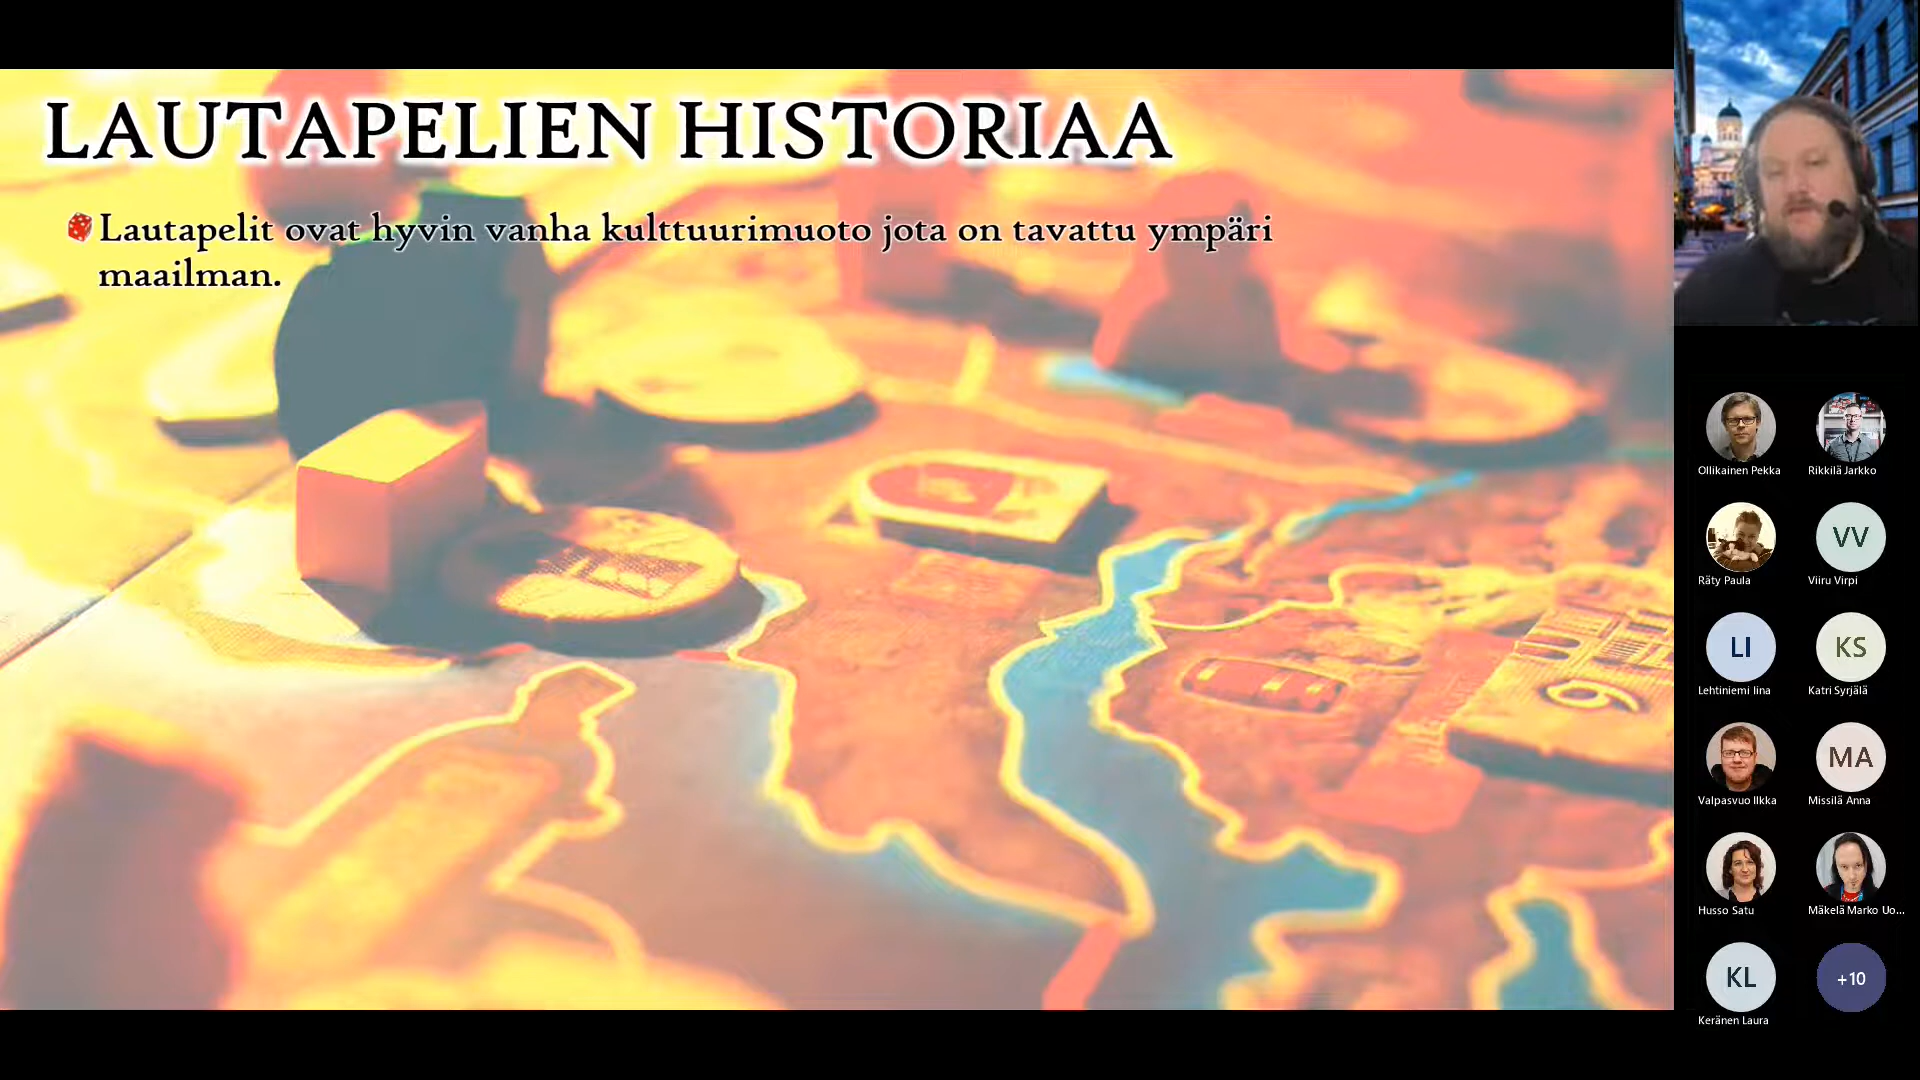 LAUTAPELIEN HISTORIAA
Lautapelit ovat hyvin vanha kulttuurimuoto jota on tavattu ympäri
maailman.
9
Ollikainen Pekka
Rikkilä Jarkko
Räty Paula
VV
Viiru Virpi
LI
Lehtiniemi Iina
KS
Katri Syrjälä
Valpasvuo Ilkka
MA
Missilä Anna
Husso Satu
Mäkelä Marko Uo...
KL
Keränen Laura
+10